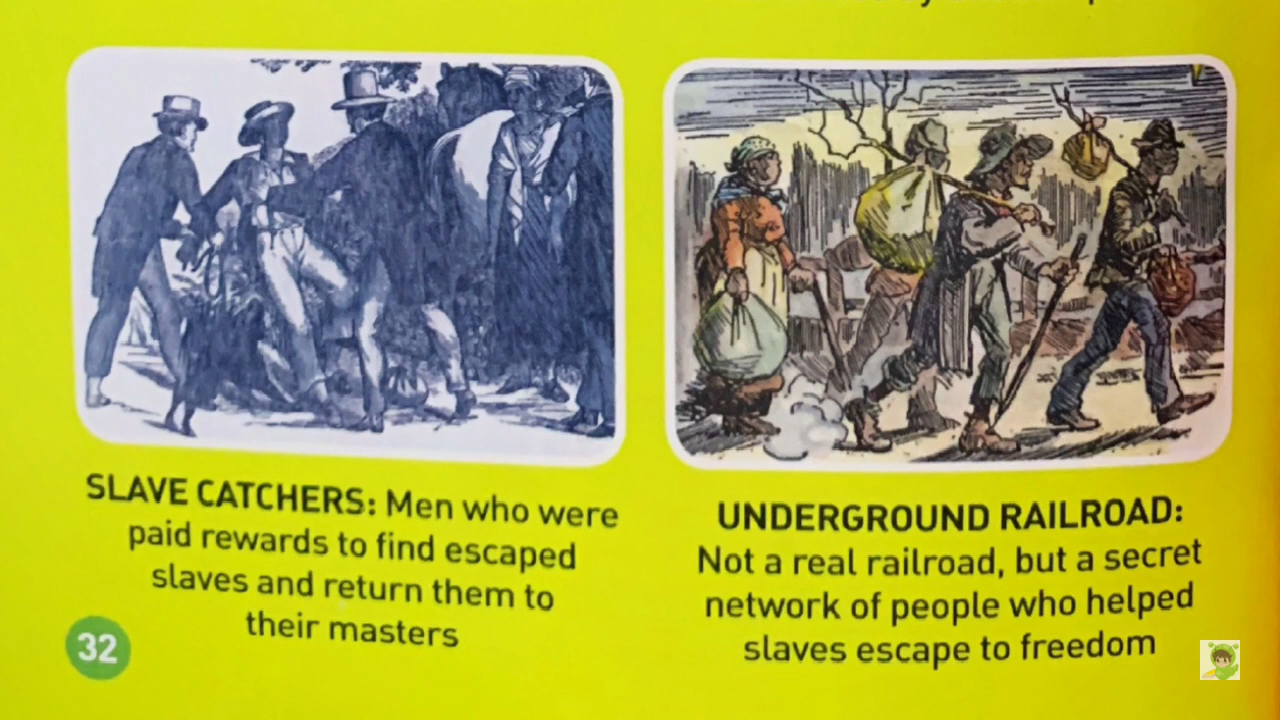 SLAVE CATCHERS: Men who were
paid rewards to find escaped
slaves and return them to
their masters
32
UNDERGROUND RAILROAD:
Not a real railroad, but a secret
network of people who helped
slaves escape to freedom